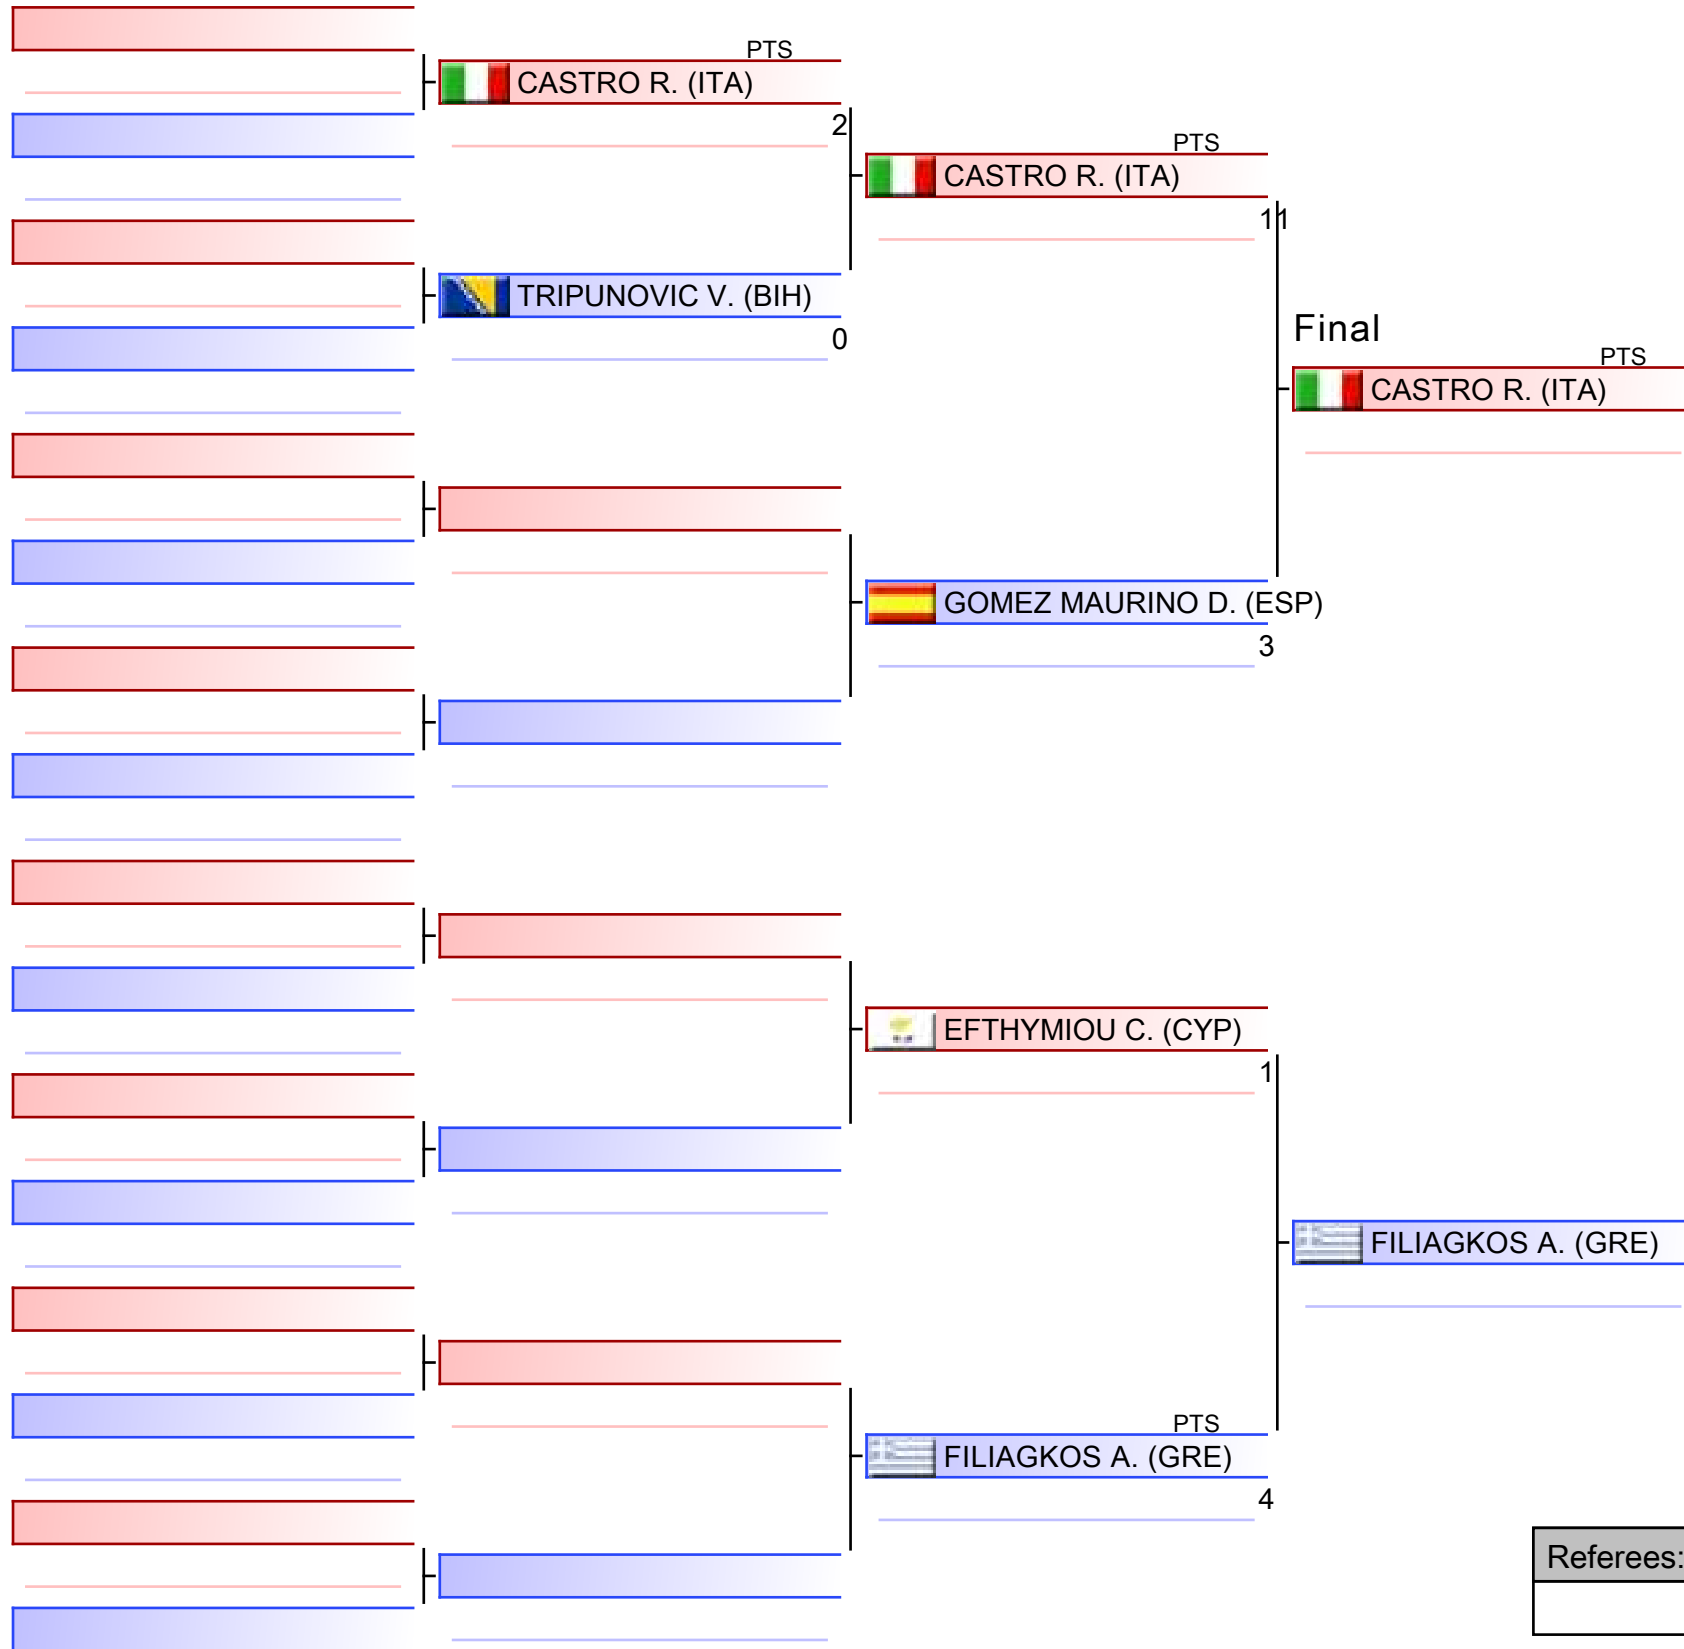 PTS
CASTRO R. (ITA)
2
TRIPUNOVIC V. (BIH)
0
PTS
CASTRO R. (ITA)
11
GOMEZ MAURINO D. (ESP)
3
EFTHYMIOU C. (CYP)
1
PTS
FILIAGKOS A. (GRE)
4
Final
PTS
CASTRO R. (ITA)
FILIAGKOS A. (GRE)
Referees: